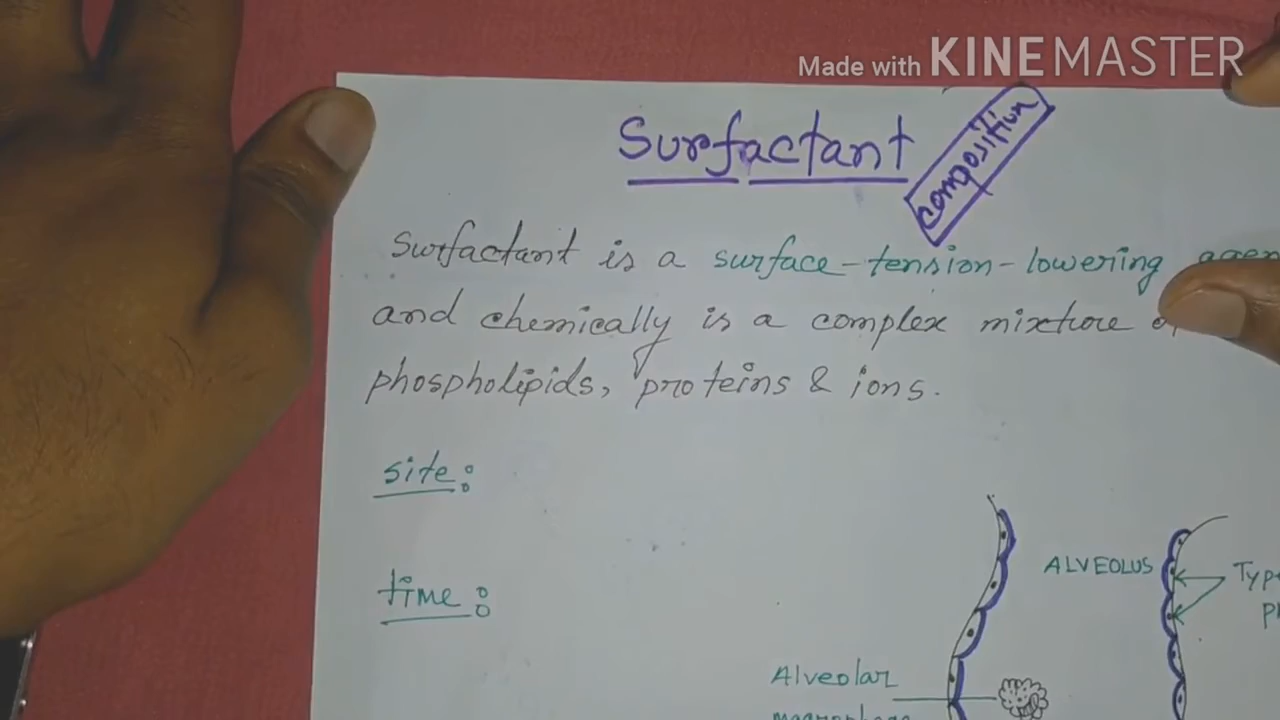 Made with KINEMASTER
Surfactant
composition
Surfactant is a surface-tension-lowering
and chemically is a complex mixture
phospholipids, proteins & ions.
site:
time:
ALVEOLUS
Alveolar